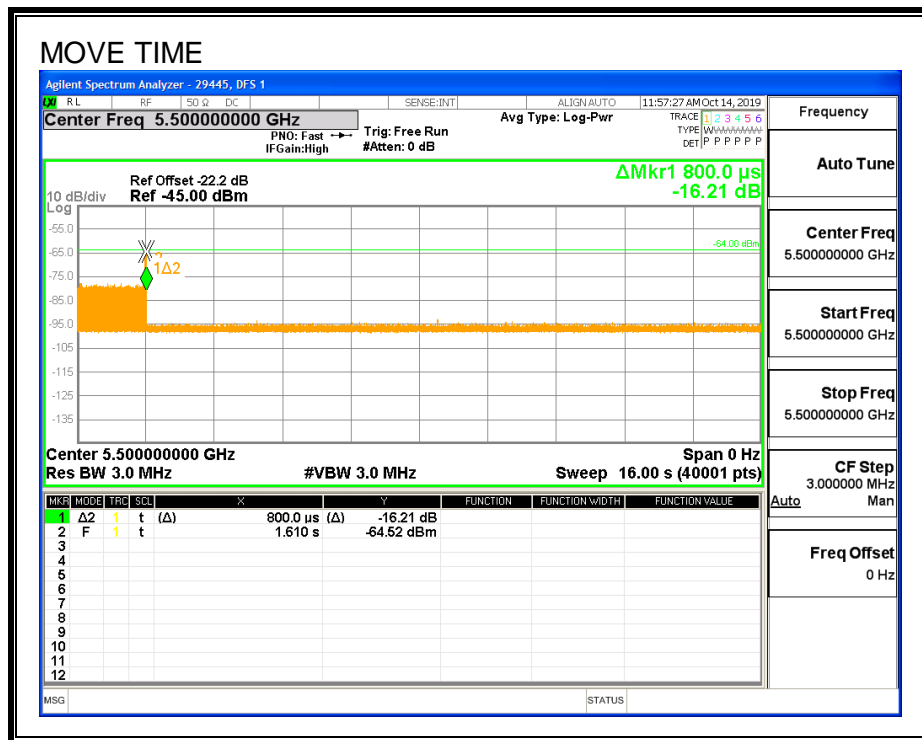 MOVE TIME
Agilent Spectrum Analyzer - 29445, DFS 1
LXI RL RF 50 Ω DC SENSE:INT ALIGN AUTO 11:57:27 AM Oct 14, 2019
Center Freq 5.500000000 GHz Avg Type: Log-Pwr TRACE 1 2 3 4 5 6
PNO: Fast Trig: Free Run TYPE W
IFGain:High #Atten: 0 dB DET P P P P P P
Frequency
ΔMkr1 800.0 µs
Ref Offset -22.2 dB
10 dB/div Ref -45.00 dBm -16.21 dB
Log
-55.0
-64.00 dBm
-65.0
2
1Δ2
-75.0
-85.0
-95.0
-105
-115
-125
-135
Center 5.500000000 GHz Span 0 Hz
Res BW 3.0 MHz #VBW 3.0 MHz Sweep 16.00 s (40001 pts)
MKR MODE TRC SCL X Y FUNCTION FUNCTION WIDTH FUNCTION VALUE
1 Δ2 1 t (Δ) 800.0 µs (Δ) -16.21 dB
2 F 1 t 1.610 s -64.52 dBm
3
4
5
6
7
8
9
10
11
12
Auto Tune
Center Freq
5.500000000 GHz
Start Freq
5.500000000 GHz
Stop Freq
5.500000000 GHz
CF Step
3.000000 MHz
Auto Man
Freq Offset
0 Hz
MSG STATUS